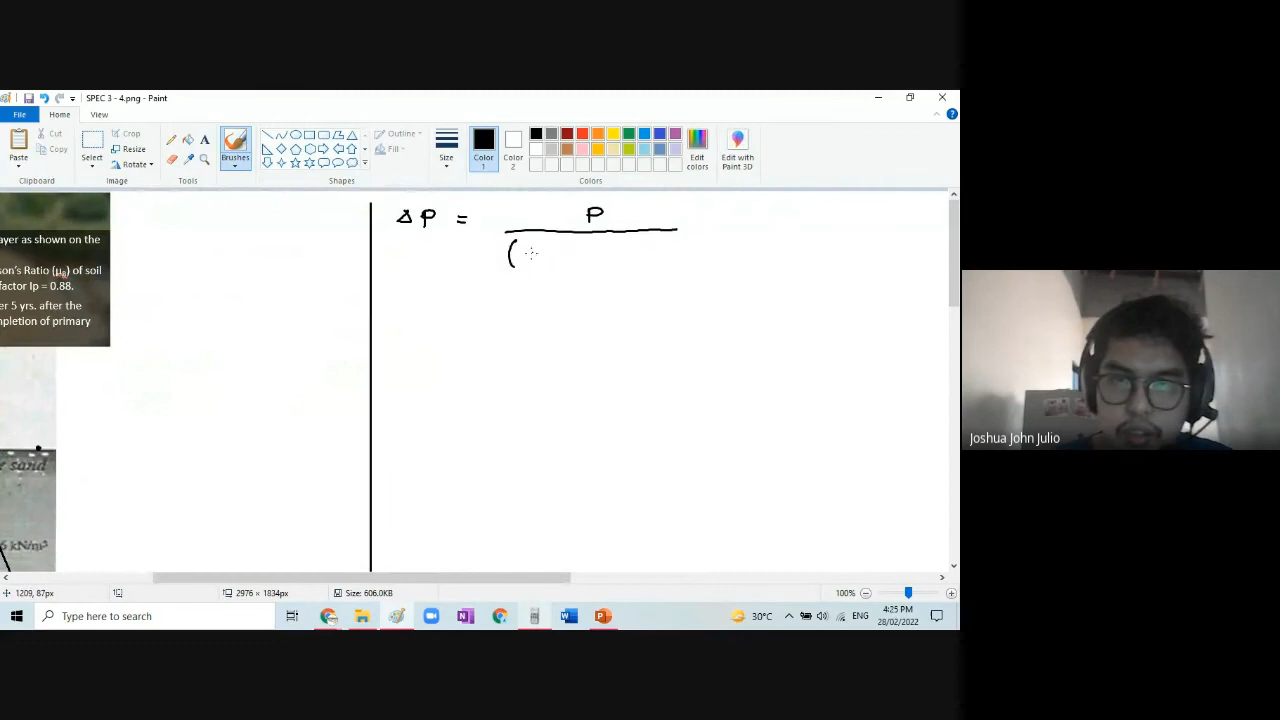 SPEC 3 - 4.png - Paint
File Home View
Paste
Cut
Copy
Clipboard
Select
Crop
Resize
Rotate
Image
Tools
Brushes
Shapes
Outline
Fill
Size
Color 1
Color 2
Colors
Edit colors
Edit with Paint 3D
ayer as shown on the
son's Ratio (μs) of soil
factor Ip = 0.88.
er 5 yrs. after the
mpletion of primary
Δ P = P
(
r sand
6 kN/m³
Joshua John Julio
1209, 87px
2976 × 1834px
Size: 606.0KB
100%
Type here to search
30°C
ENG
4:25 PM
28/02/2022